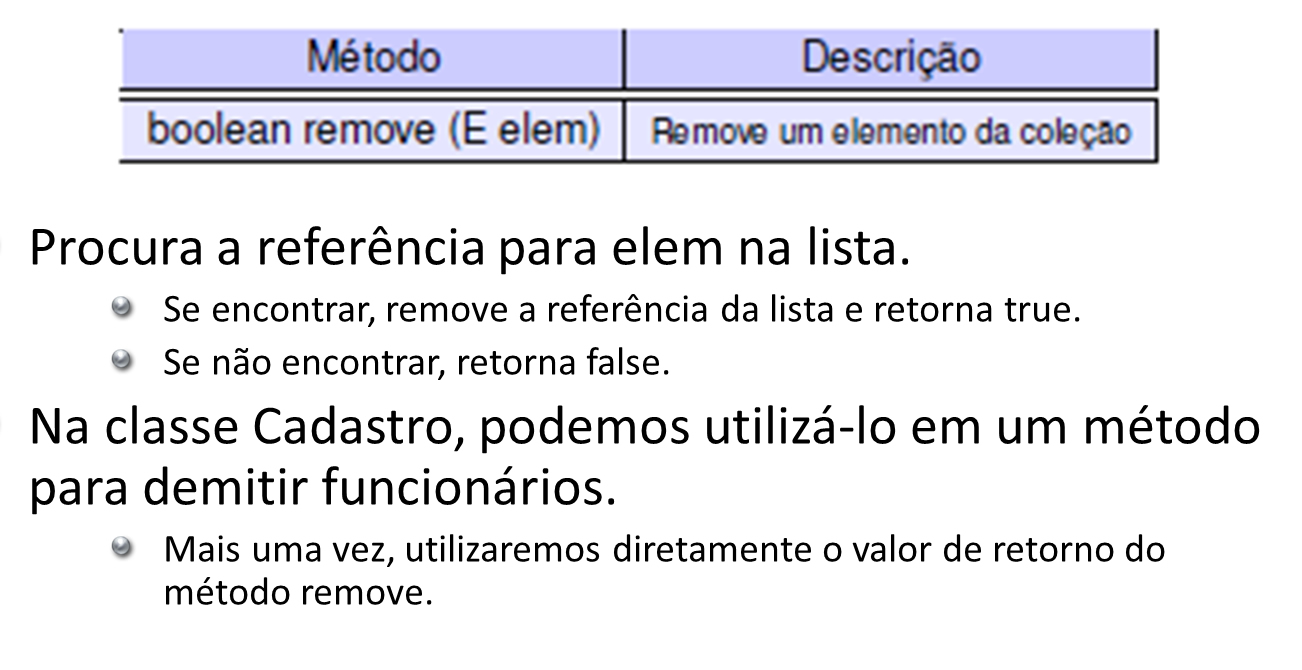 Método Descrição
boolean remove (E elem) Remove um elemento da coleção
Procura a referência para elem na lista.
Se encontrar, remove a referência da lista e retorna true.
Se não encontrar, retorna false.
Na classe Cadastro, podemos utilizá-lo em um método
para demitir funcionários.
Mais uma vez, utilizaremos diretamente o valor de retorno do
método remove.